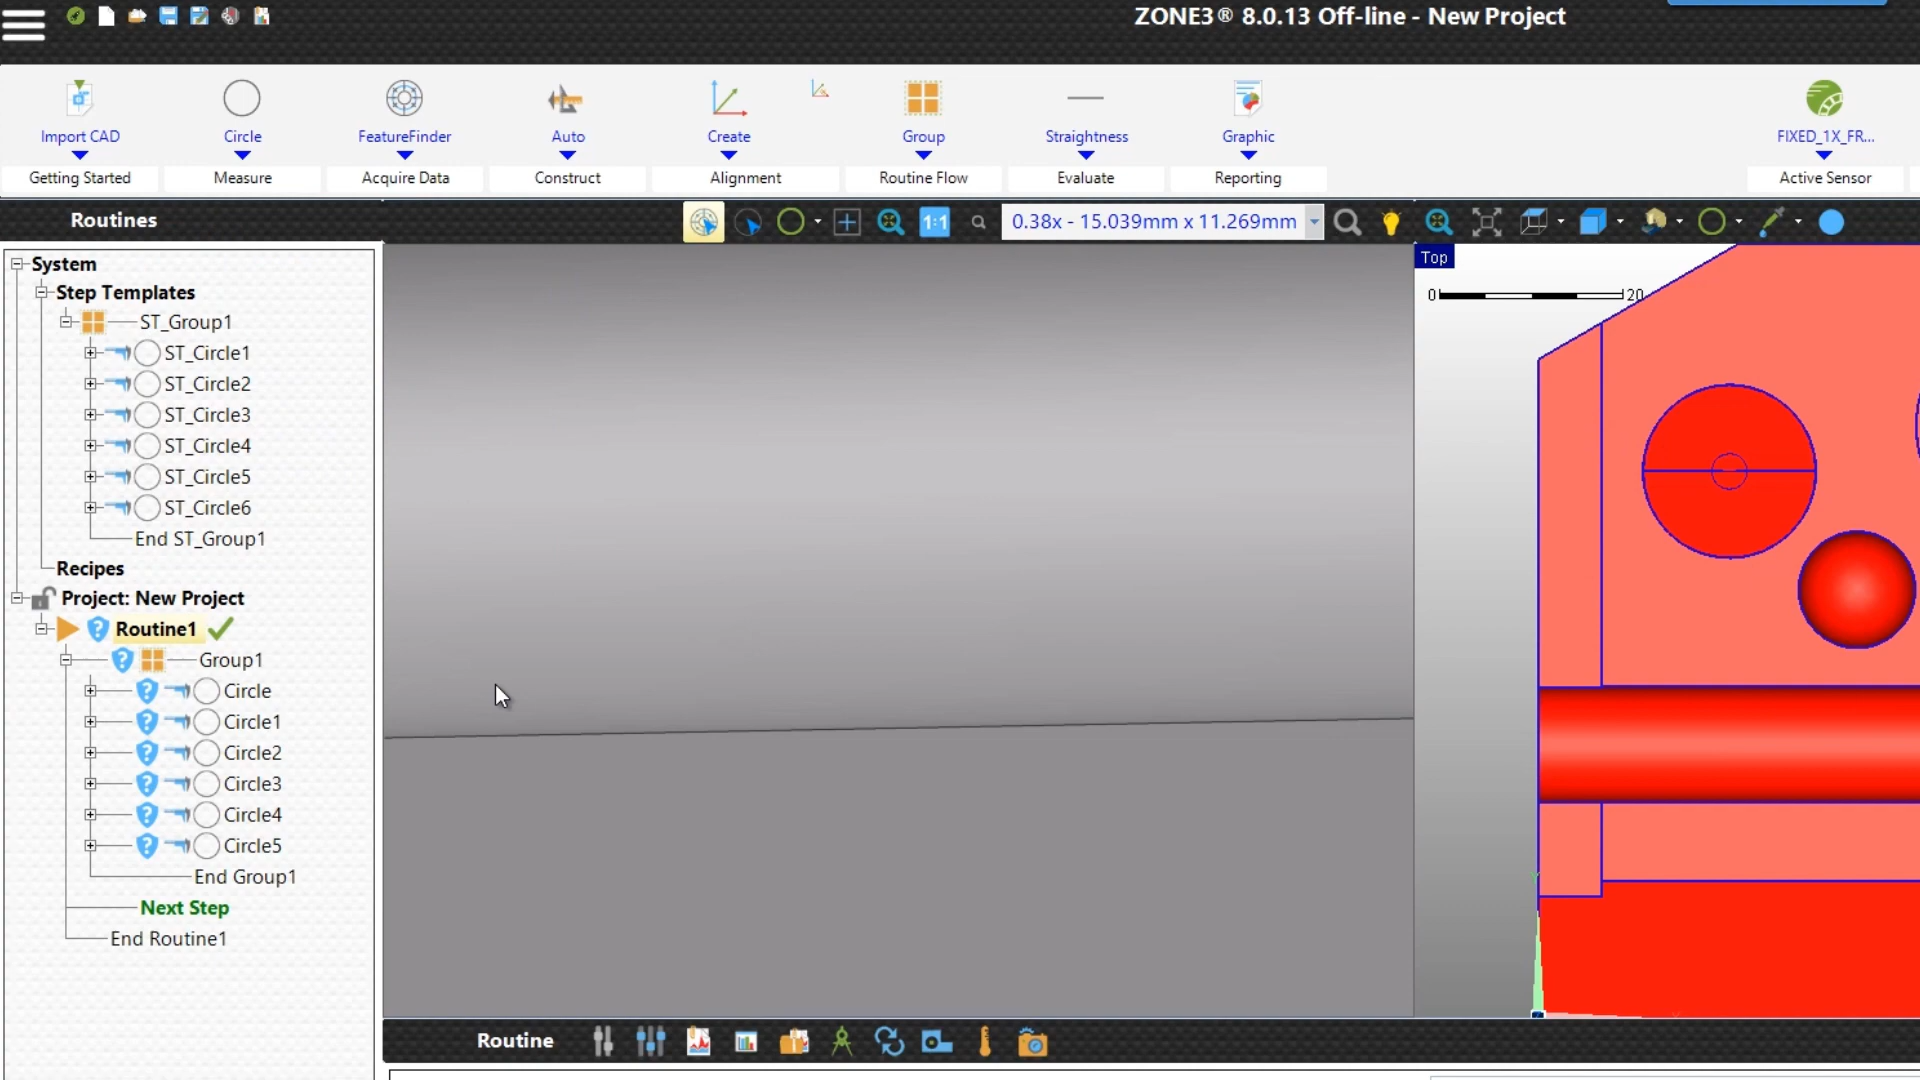 ZONE3® 8.0.13 Off-line - New Project
Import CAD
Circle
FeatureFinder
Auto
Create
Group
Straightness
Graphic
FIXED_1X_FR...
Getting Started
Measure
Acquire Data
Construct
Alignment
Routine Flow
Evaluate
Reporting
Active Sensor
Routines
1:1
0.38x - 15.039mm x 11.269mm
Top
0
20
System
Step Templates
ST_Group1
ST_Circle1
ST_Circle2
ST_Circle3
ST_Circle4
ST_Circle5
ST_Circle6
End ST_Group1
Recipes
Project: New Project
Routine1
Group1
Circle
Circle1
Circle2
Circle3
Circle4
Circle5
End Group1
Next Step
End Routine1
Routine